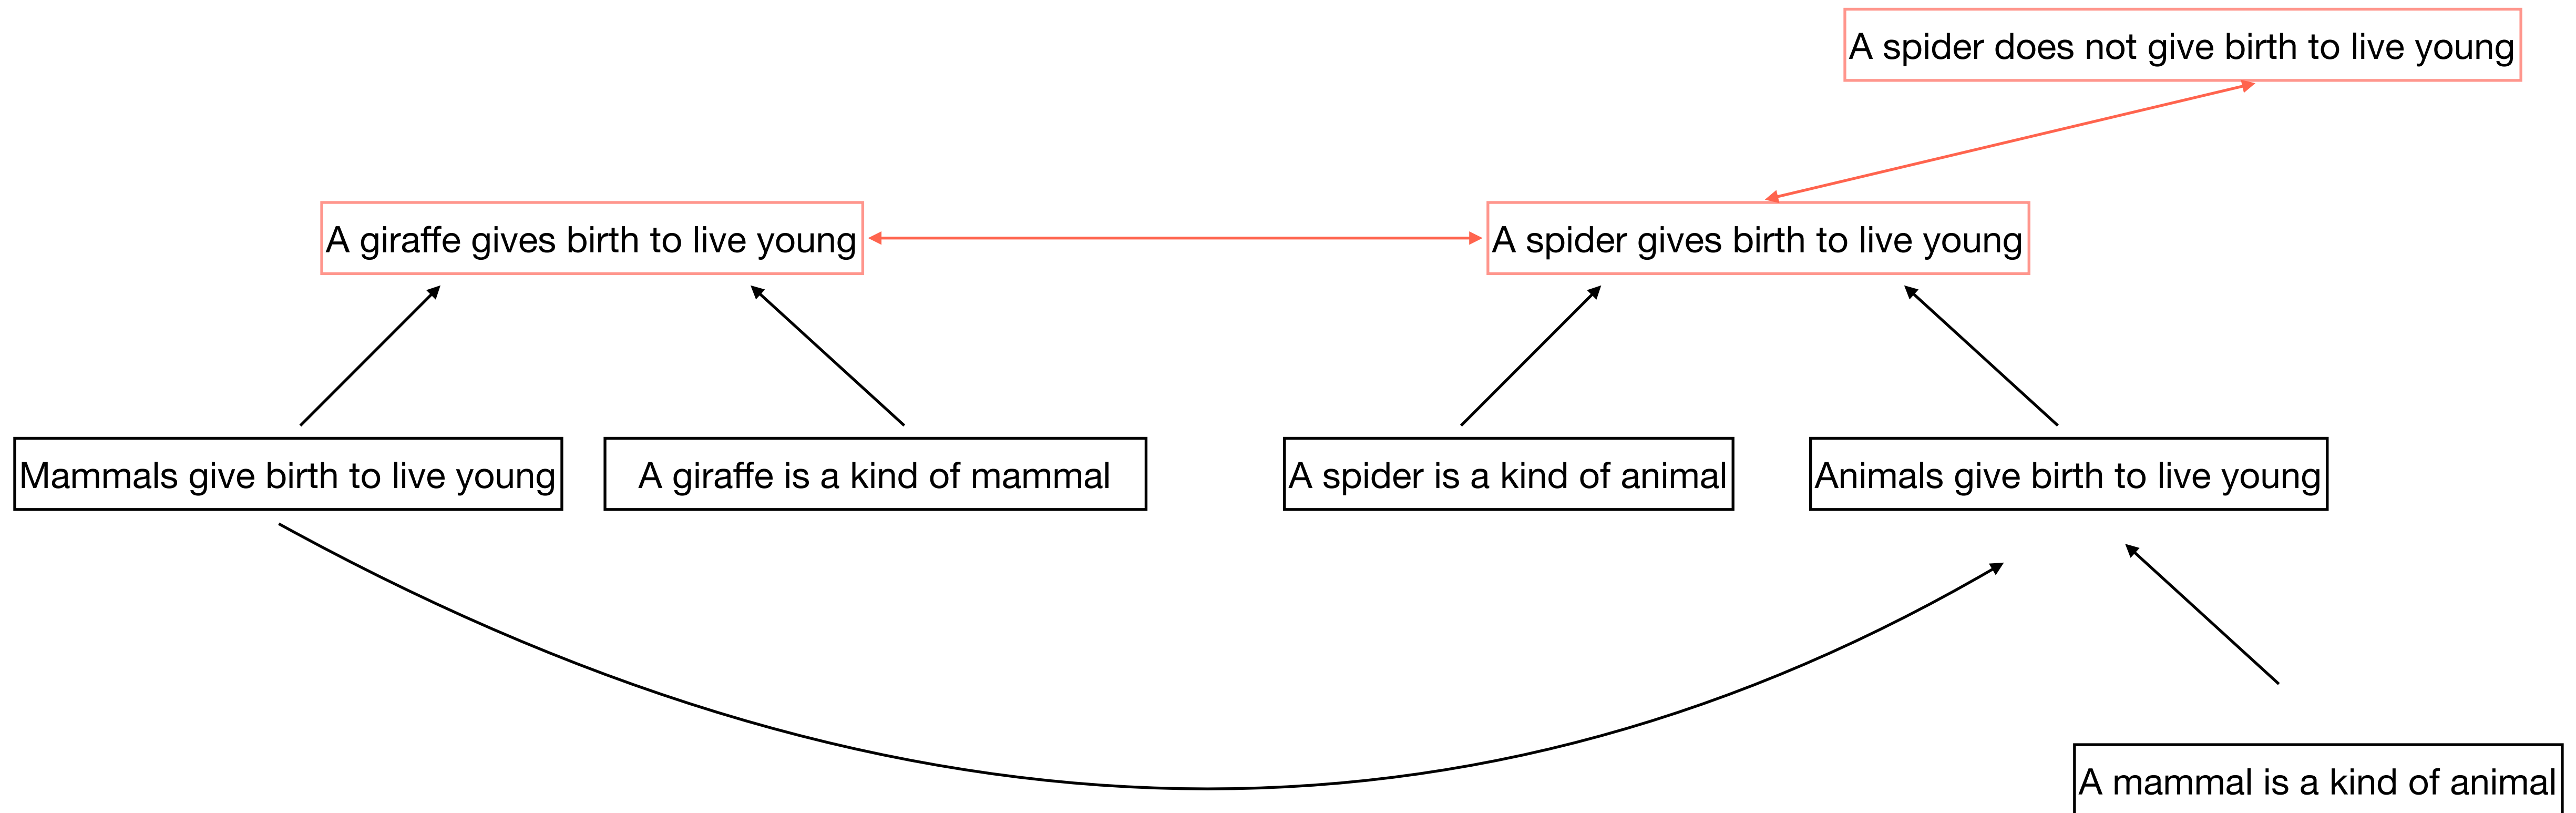 A spider does not give birth to live young
A giraffe gives birth to live young
A spider gives birth to live young
Mammals give birth to live young
A giraffe is a kind of mammal
A spider is a kind of animal
Animals give birth to live young
A mammal is a kind of animal